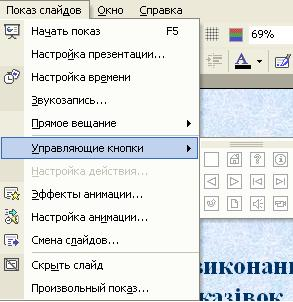 Показ слайдов Окно Справка
Начать показ F5
Настройка презентации...
Настройка времени
Звукозапись...
Прямое вещание
Управляющие кнопки
Настройка действия...
Эффекты анимации...
Настройка анимации...
Смена слайдов...
Скрыть слайд
Произвольный показ...
69%
A
виконанн
казівок